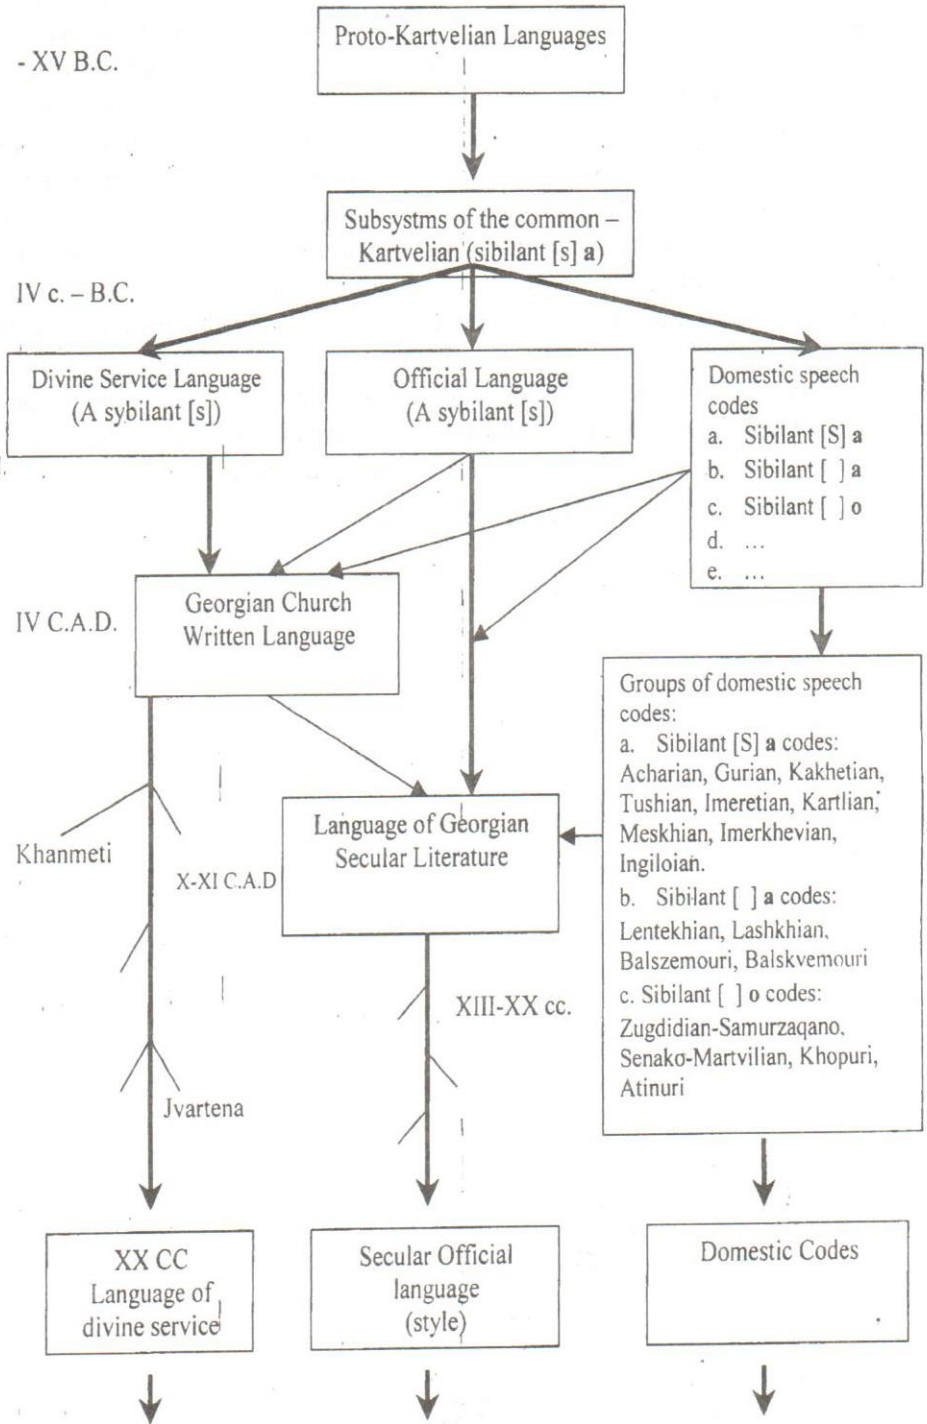 Proto-Kartvelian Languages
- XV B.C.
Subsystms of the common –
Kartvelian (sibilant [s] a)
IV c. – B.C.
Divine Service Language
(A sybilant [s])
Official Language
(A sybilant [s])
Domestic speech
codes
a. Sibilant [S] a
b. Sibilant [ ] a
c. Sibilant [ ] o
d. ...
e. ...
IV C.A.D.
Georgian Church
Written Language
Groups of domestic speech
codes:
a. Sibilant [S] a codes:
Acharian, Gurian, Kakhetian,
Tushian, Imeretian, Kartlian,
Meskhian, Imerkhevian,
Ingiloian.
b. Sibilant [ ] a codes:
Lentekhian, Lashkhian,
Balszemouri, Balskvemouri
c. Sibilant [ ] o codes:
Zugdidian-Samurzaqano,
Senako-Martvilian, Khopuri,
Atinuri
Language of Georgian
Secular Literature
Khanmeti
X-XI C.A.D
XIII-XX cc.
Jvartena
XX CC
Language of
divine service
Secular Official
language
(style)
Domestic Codes